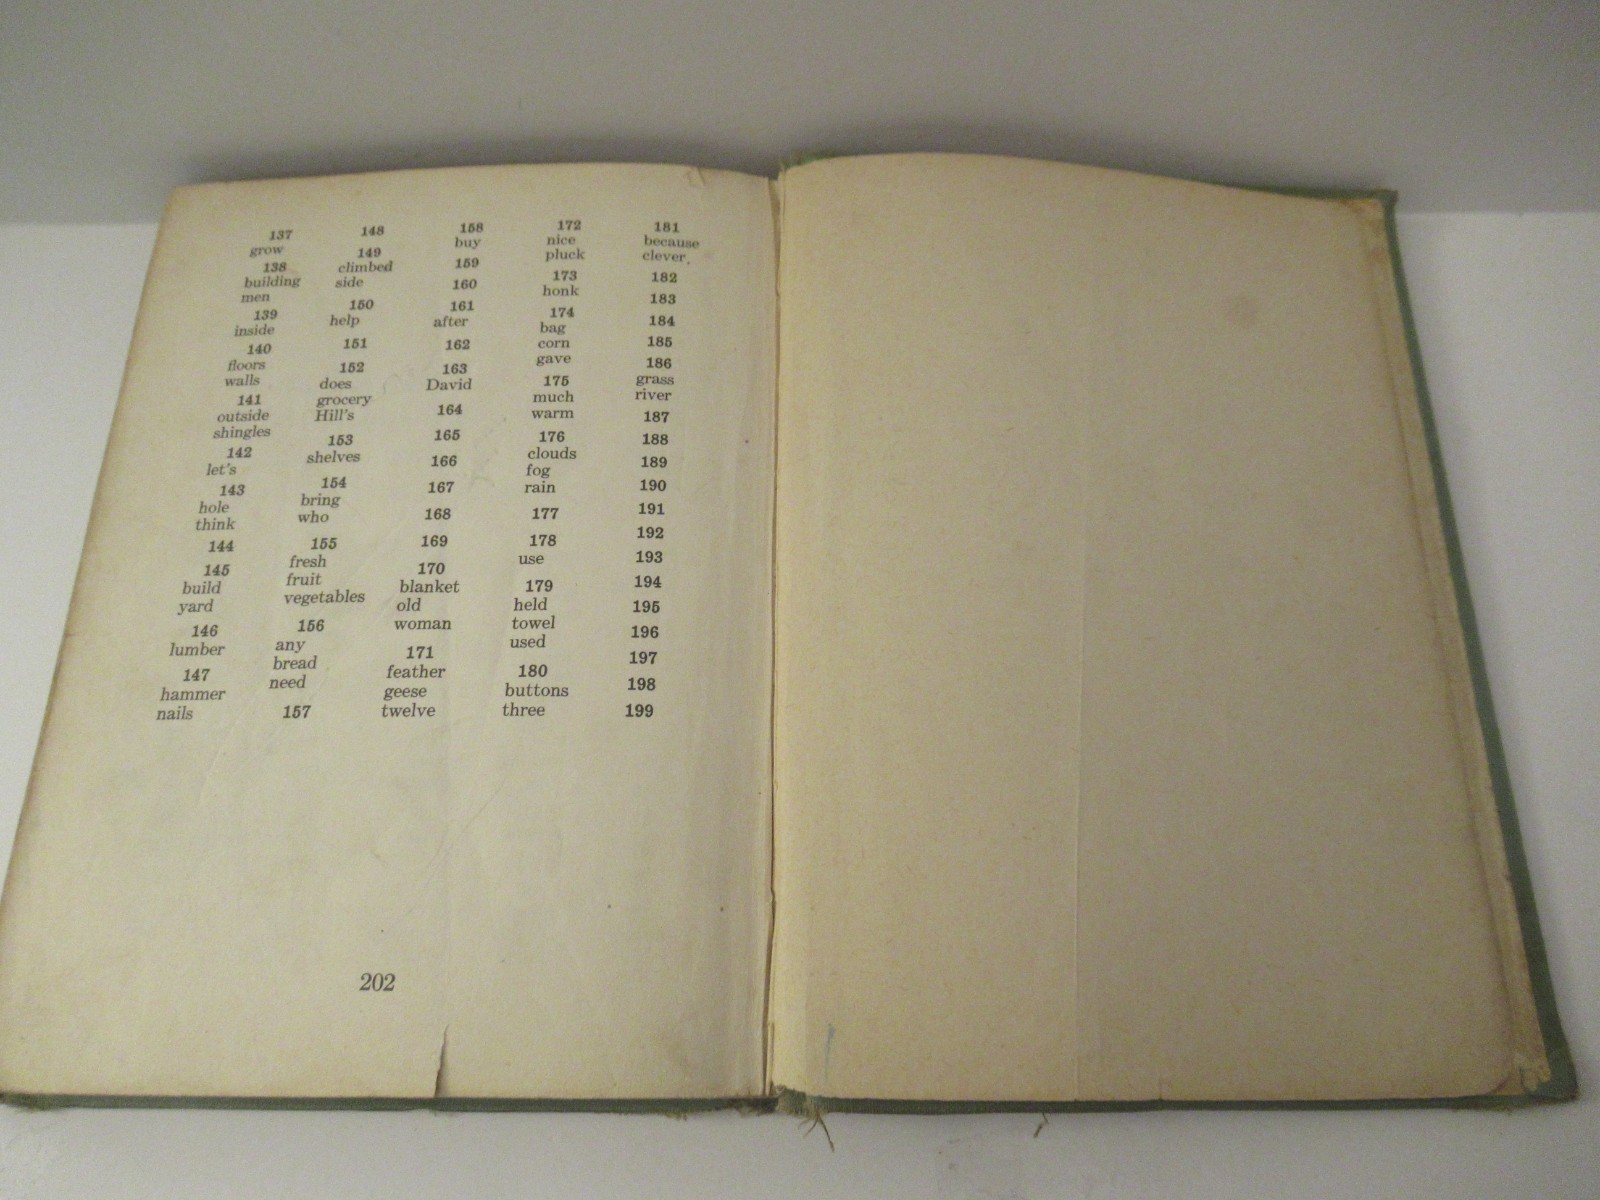 137
grow
138
building
men
139
inside
140
floors
walls
141
outside
shingles
142
let's
143
hole
think
144
145
build
yard
146
lumber
147
hammer
nails
148
149
climbed
side
150
help
151
152
does
grocery
Hill's
153
shelves
154
bring
who
155
fresh
fruit
vegetables
156
any
bread
need
157
158
buy
159
160
161
after
162
163
David
164
165
166
167
168
169
170
blanket
old
woman
171
feather
geese
twelve
172
nice
pluck
173
honk
174
bag
corn
gave
175
much
warm
176
clouds
fog
rain
177
178
use
179
held
towel
used
180
buttons
three
181
because
clever
182
183
184
185
186
grass
river
187
188
189
190
191
192
193
194
195
196
197
198
199
202